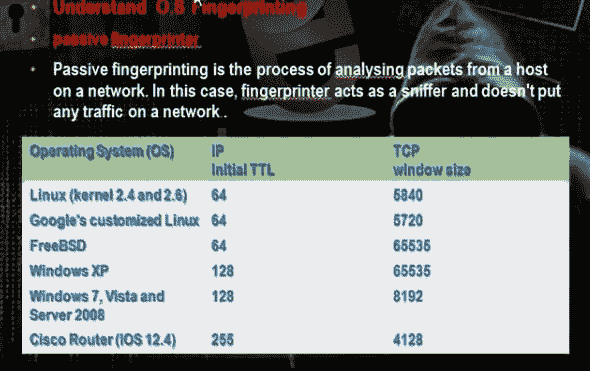 Understand O.S Fingerprinting
passive fingerprinter
Passive fingerprinting is the process of analysing packets from a host
on a network. In this case, fingerprinter acts as a sniffer and doesn't put
any traffic on a network .
Operating System (OS) IP Initial TTL TCP window size
Linux (kernel 2.4 and 2.6) 64 5840
Google's customized Linux 64 5720
FreeBSD 64 65535
Windows XP 128 65535
Windows 7, Vista and Server 2008 128 8192
Cisco Router (IOS 12.4) 255 4128